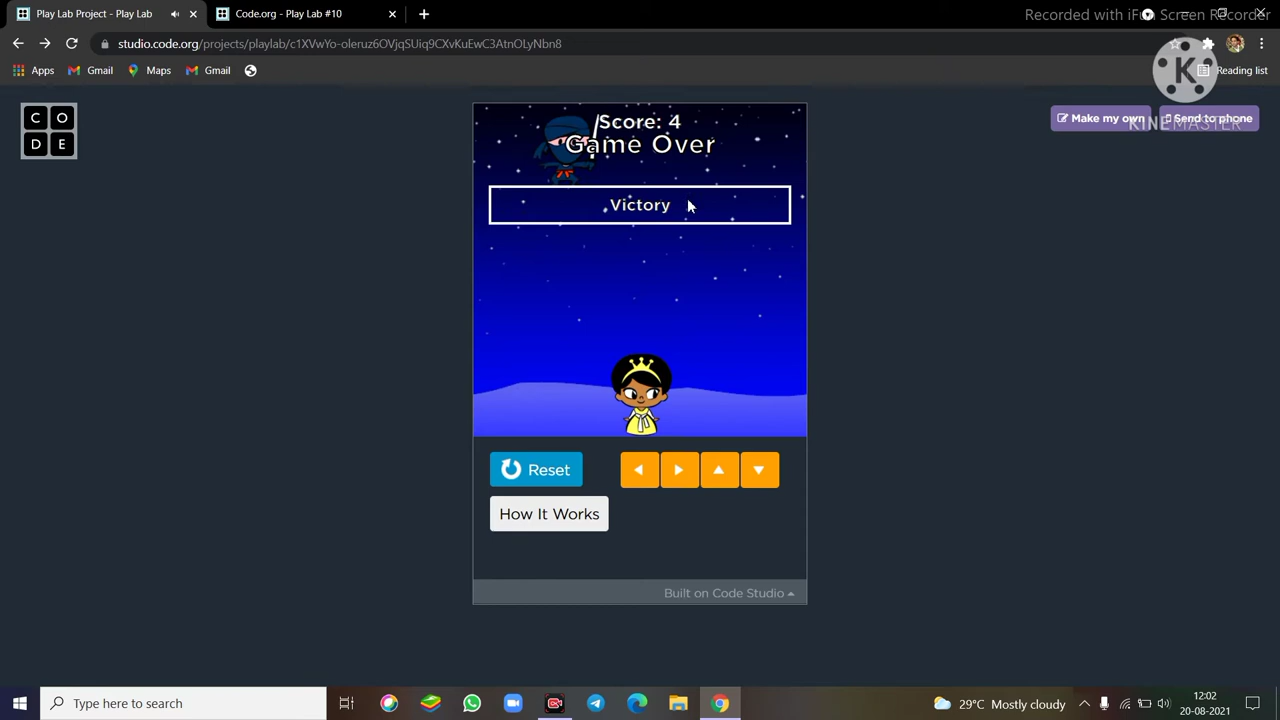 Play Lab Project - Play Lab
Code.org - Play Lab #10
Recorded with iFun Screen Recorder
studio.code.org/projects/playlab/c1XVwYo-oleruz6OVjqSUiq9CXvKuEwC3AtnOLyNbn8
Apps
Gmail
Maps
Gmail
Reading list
K
KINEMASTER
C O
D E
Make my own
Send to phone
Score: 4
Game Over
Victory
Reset
How It Works
Built on Code Studio
Type here to search
29°C Mostly cloudy
12:02
20-08-2021